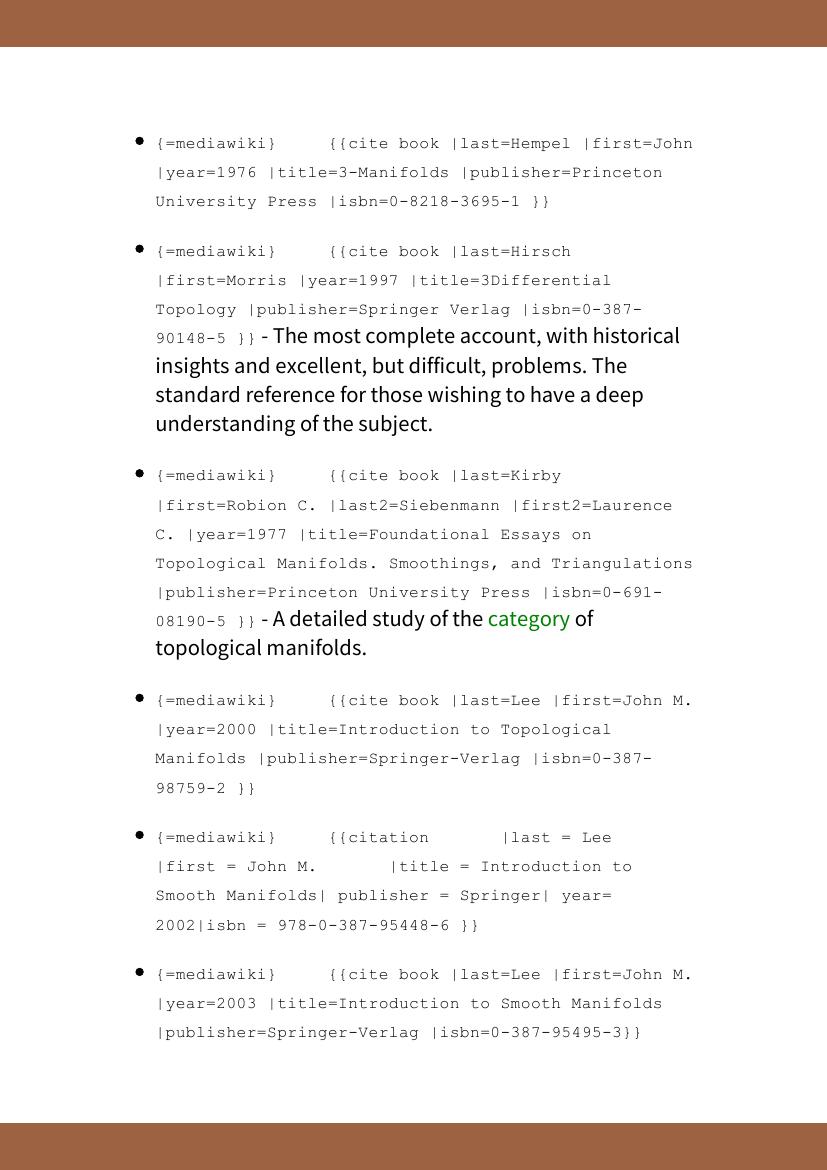 • {=mediawiki} {{cite book |last=Hempel |first=John
|year=1976 |title=3-Manifolds |publisher=Princeton
University Press |isbn=0-8218-3695-1 }}
• {=mediawiki} {{cite book |last=Hirsch
|first=Morris |year=1997 |title=3Differential
Topology |publisher=Springer Verlag |isbn=0-387-
90148-5 }} - The most complete account, with historical
insights and excellent, but difficult, problems. The
standard reference for those wishing to have a deep
understanding of the subject.
• {=mediawiki} {{cite book |last=Kirby
|first=Robion C. |last2=Siebenmann |first2=Laurence
C. |year=1977 |title=Foundational Essays on
Topological Manifolds. Smoothings, and Triangulations
|publisher=Princeton University Press |isbn=0-691-
08190-5 }} - A detailed study of the category of
topological manifolds.
• {=mediawiki} {{cite book |last=Lee |first=John M.
|year=2000 |title=Introduction to Topological
Manifolds |publisher=Springer-Verlag |isbn=0-387-
98759-2 }}
• {=mediawiki} {{citation |last = Lee
|first = John M. |title = Introduction to
Smooth Manifolds| publisher = Springer| year=
2002|isbn = 978-0-387-95448-6 }}
• {=mediawiki} {{cite book |last=Lee |first=John M.
|year=2003 |title=Introduction to Smooth Manifolds
|publisher=Springer-Verlag |isbn=0-387-95495-3}}